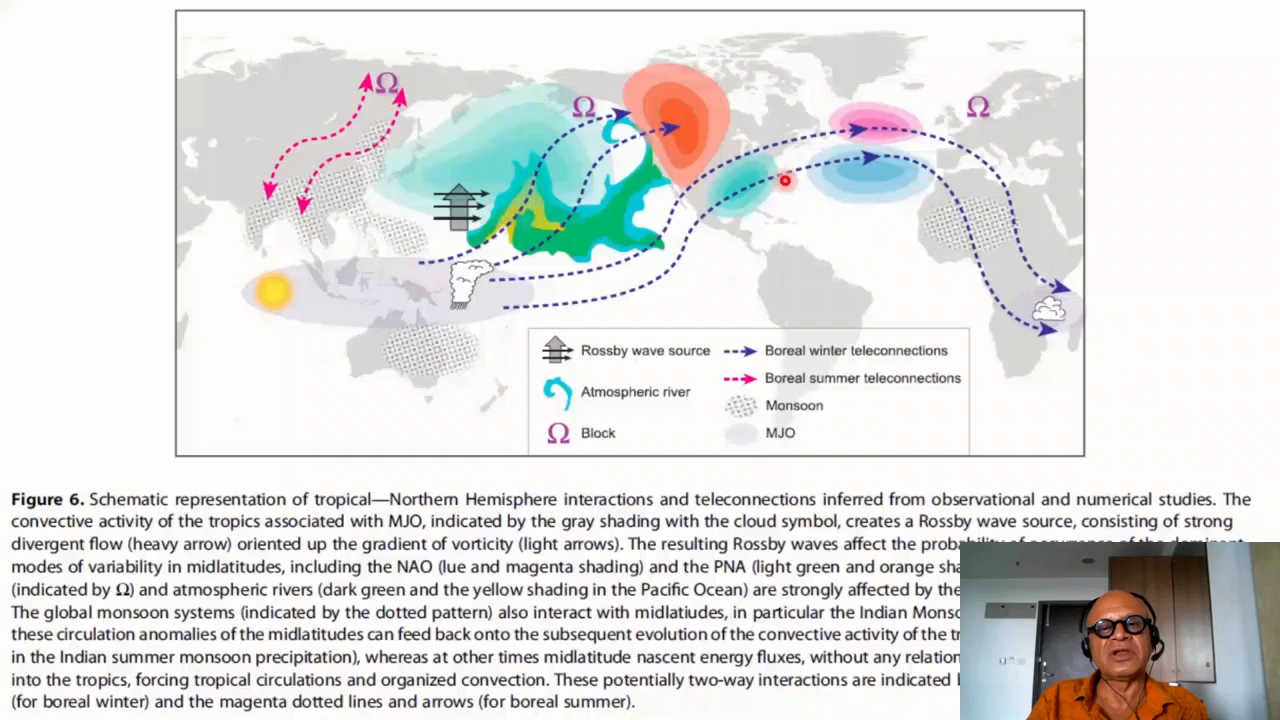 Ω
Ω
Ω
Rossby wave source
Boreal winter teleconnections
Atmospheric river
Boreal summer teleconnections
Monsoon
Ω Block
MJO
Figure 6. Schematic representation of tropical—Northern Hemisphere interactions and teleconnections inferred from observational and numerical studies. The
convective activity of the tropics associated with MJO, indicated by the gray shading with the cloud symbol, creates a Rossby wave source, consisting of strong
divergent flow (heavy arrow) oriented up the gradient of vorticity (light arrows). The resulting Rossby waves affect the probability of occurrence of the dominant
modes of variability in midlatitudes, including the NAO (lue and magenta shading) and the PNA (light green and orange sha
(indicated by Ω) and atmospheric rivers (dark green and the yellow shading in the Pacific Ocean) are strongly affected by the
The global monsoon systems (indicated by the dotted pattern) also interact with midlatiudes, in particular the Indian Monso
these circulation anomalies of the midlatitudes can feed back onto the subsequent evolution of the convective activity of the tr
in the Indian summer monsoon precipitation), whereas at other times midlatitude nascent energy fluxes, without any relation
into the tropics, forcing tropical circulations and organized convection. These potentially two-way interactions are indicated
(for boreal winter) and the magenta dotted lines and arrows (for boreal summer).